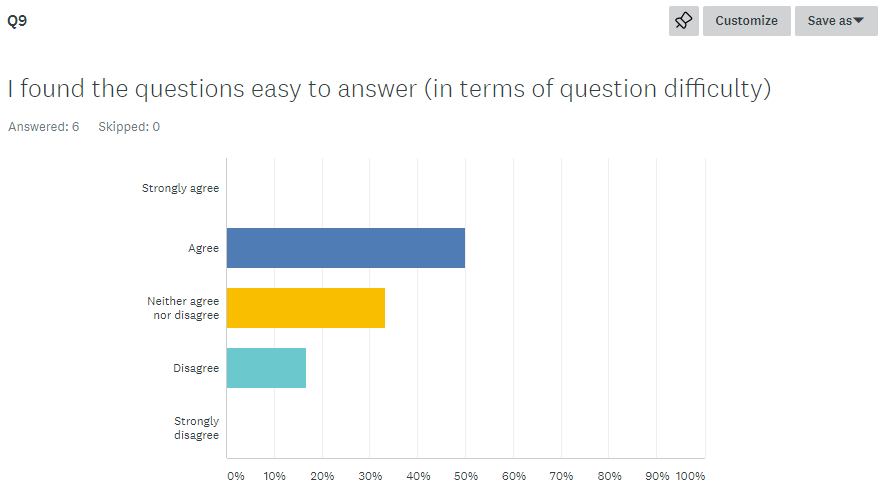 Q9
Customize
Save as
I found the questions easy to answer (in terms of question difficulty)
Answered: 6 Skipped: 0
Strongly agree
Agree
Neither agree
nor disagree
Disagree
Strongly
disagree
0% 10% 20% 30% 40% 50% 60% 70% 80% 90% 100%